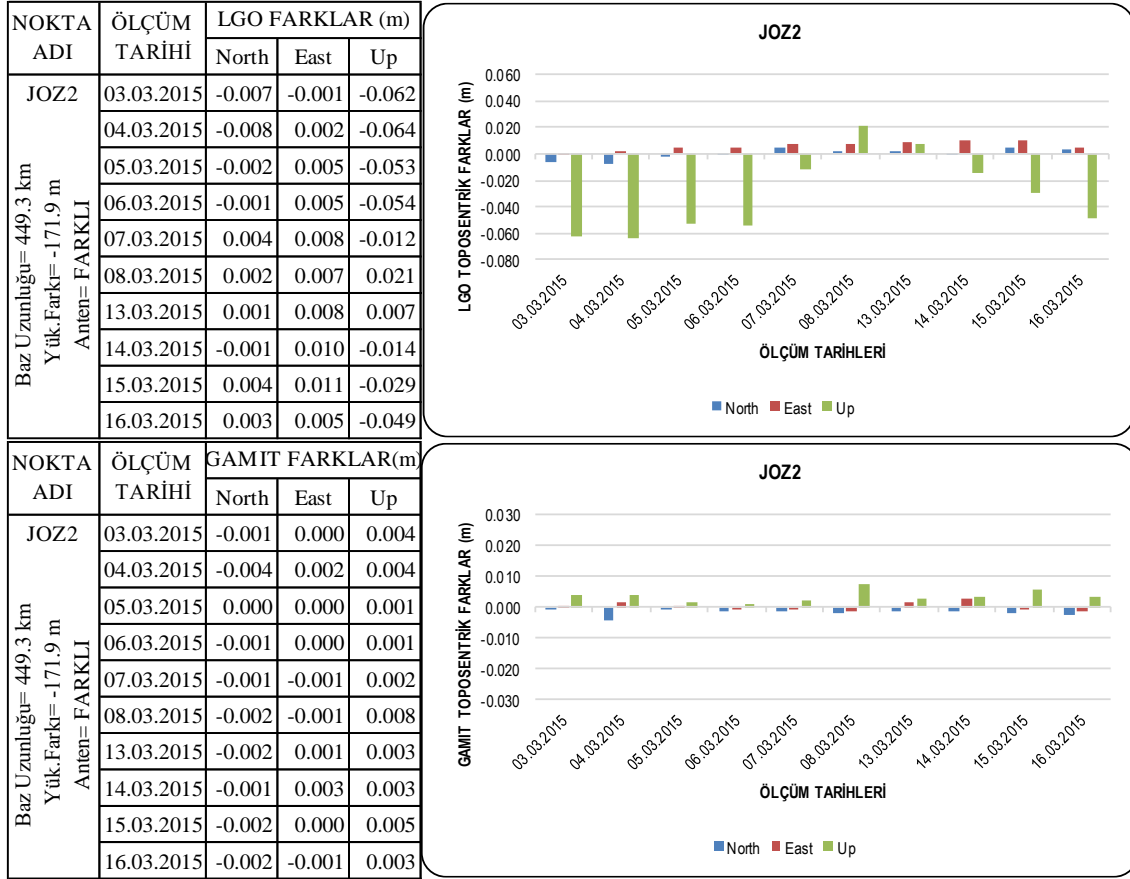 NOKTA ADI ÖLÇÜM TARİHİ LGO FARKLAR (m)
North East Up
JOZ2 03.03.2015 -0.007 -0.001 -0.062
04.03.2015 -0.008 0.002 -0.064
05.03.2015 -0.002 0.005 -0.053
06.03.2015 -0.001 0.005 -0.054
07.03.2015 0.004 0.008 -0.012
08.03.2015 0.002 0.007 0.021
13.03.2015 0.001 0.008 0.007
14.03.2015 -0.001 0.010 -0.014
15.03.2015 0.004 0.011 -0.029
16.03.2015 0.003 0.005 -0.049
Baz Uzunluğu= 449.3 km
Yük.Farkı= -171.9 m
Anten= FARKLI
JOZ2
LGO TOPOSENTRİK FARKLAR (m)
0.060
0.040
0.020
0.000
-0.020
-0.040
-0.060
-0.080
03.03.2015 04.03.2015 05.03.2015 06.03.2015 07.03.2015 08.03.2015 13.03.2015 14.03.2015 15.03.2015 16.03.2015
ÖLÇÜM TARİHLERİ
North East Up
NOKTA ADI ÖLÇÜM TARİHİ GAMIT FARKLAR(m)
North East Up
JOZ2 03.03.2015 -0.001 0.000 0.004
04.03.2015 -0.004 0.002 0.004
05.03.2015 0.000 0.000 0.001
06.03.2015 -0.001 0.000 0.001
07.03.2015 -0.001 -0.001 0.002
08.03.2015 -0.002 -0.001 0.008
13.03.2015 -0.002 0.001 0.003
14.03.2015 -0.001 0.003 0.003
15.03.2015 -0.002 0.000 0.005
16.03.2015 -0.002 -0.001 0.003
Baz Uzunluğu= 449.3 km
Yük.Farkı= -171.9 m
Anten= FARKLI
JOZ2
GAMIT TOPOSENTRİK FARKLAR (m)
0.030
0.020
0.010
0.000
-0.010
-0.020
-0.030
03.03.2015 04.03.2015 05.03.2015 06.03.2015 07.03.2015 08.03.2015 13.03.2015 14.03.2015 15.03.2015 16.03.2015
ÖLÇÜM TARİHLERİ
North East Up